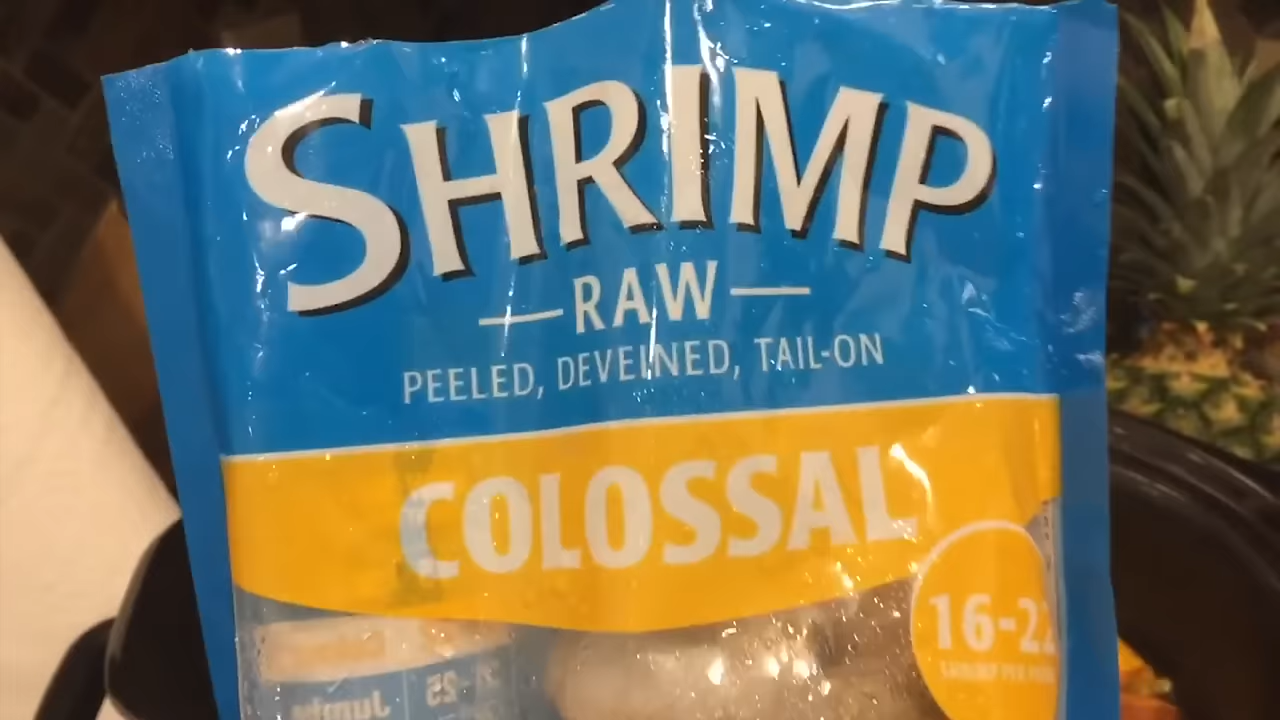 SHRIMP
RAW
PEELED, DEVEINED, TAIL-ON
COLOSSAL
16-22